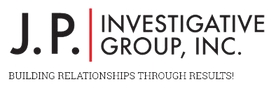 J.P. INVESTIGATIVE
GROUP, INC.
BUILDING RELATIONSHIPS THROUGH RESULTS!